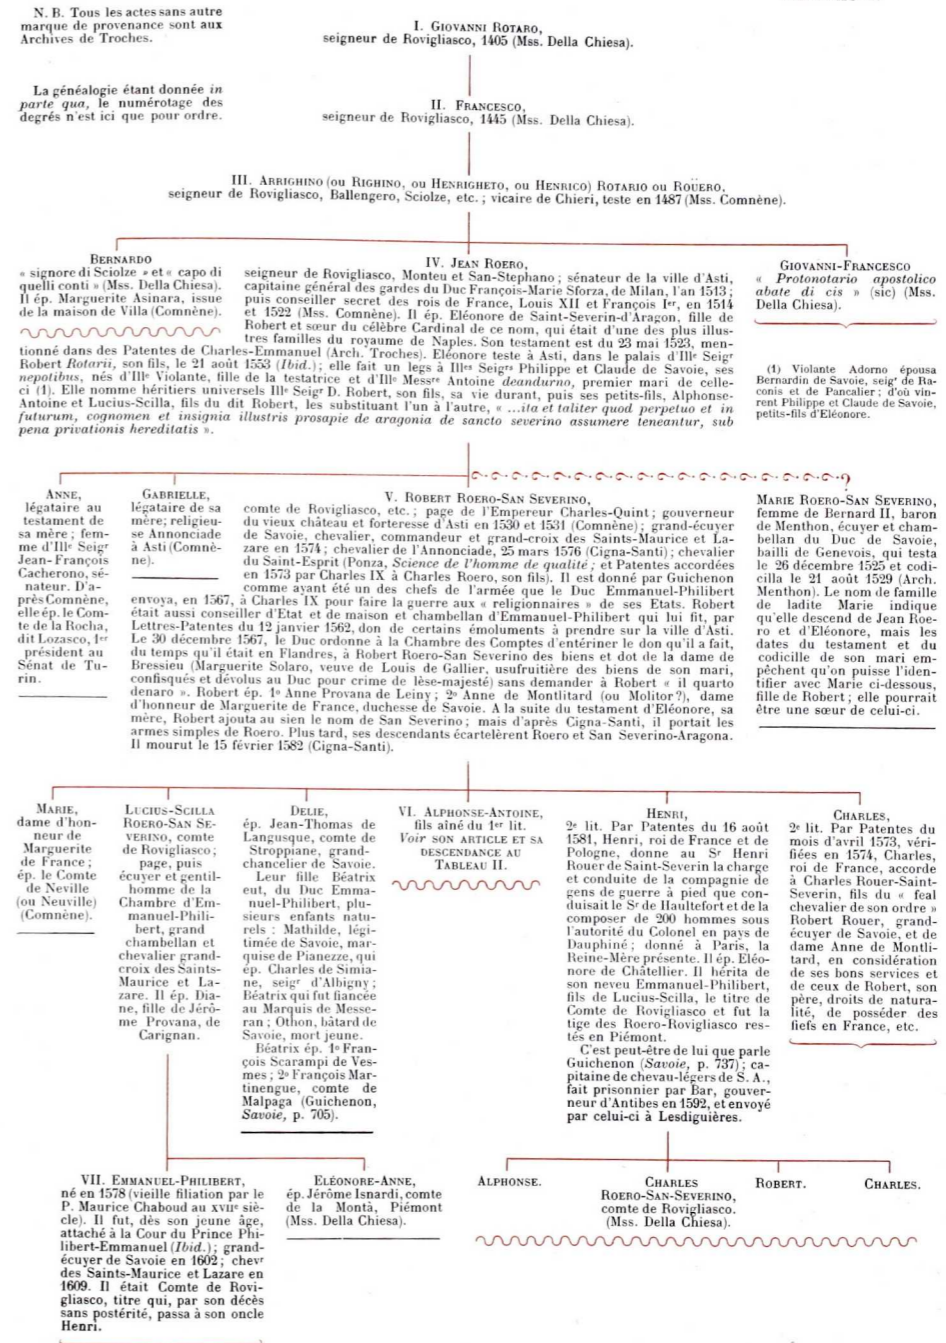 N. B. Tous les actes sans autre
marque de provenance sont aux
Archives de Troches.
La généalogie étant donnée in
parte qua, le numérotage des
degrés n'est ici que pour ordre.
I. GIOVANNI ROTARO,
seigneur de Rovigliasco, 1405 (Mss. Della Chiesa).
II. FRANCESCO,
seigneur de Rovigliasco, 1445 (Mss. Della Chiesa).
III. ARRIGHINO (ou RIGHINO, ou HENRIGHETO, ou HENRICO) ROTARIO ou ROÜERO,
seigneur de Rovigliasco, Ballengero, Sciolze, etc. ; vicaire de Chieri, teste en 1487 (Mss. Comnène).
BERNARDO
« signore di Sciolze » et « capo di
quelli conti » (Mss. Della Chiesa).
Il ép. Marguerite Asinara, issue
de la maison de Villa (Comnène).
IV. JEAN ROERO,
seigneur de Rovigliasco, Monteu et San-Stephano ; sénateur de la ville d'Asti,
capitaine général des gardes du Duc François-Marie Sforza, de Milan, l'an 1513 ;
puis conseiller secret des rois de France, Louis XII et François Ier, en 1514
et 1522 (Mss. Comnène). Il ép. Eléonore de Saint-Severin-d'Aragon, fille de
Robert et sœur du célèbre Cardinal de ce nom, qui était d'une des plus illus-
tres familles du royaume de Naples. Son testament est du 23 mai 1523, men-
tionné dans des Patentes de Charles-Emmanuel (Arch. Troches). Eléonore teste à Asti, dans le palais d'Ille Seigr
Robert Rotarii, son fils, le 21 août 1553 (Ibid.) ; elle fait un legs à Illes Seigrs Philippe et Claude de Savoie, ses
nepotibus, nés d'Ille Violante, fille de la testatrice et d'Ille Messre Antoine deandurno, premier mari de celle-
ci (1). Elle nomme héritiers universels Ille Seigr D. Robert, son fils, sa vie durant, puis ses petits-fils, Alphonse-
Antoine et Lucius-Scilla, fils du dit Robert, les substituant l'un à l'autre, « ...ita et taliter quod perpetuo et in
futurum, cognomen et insignia illustris prosapie de aragonia de sancto severino assumere teneantur, sub
pena privationis hereditatis ».
GIOVANNI-FRANCESCO
« Protonotario apostolico
abate di cis » (sic) (Mss.
Della Chiesa).
(1) Violante Adorno épousa
Bernardin de Savoie, seigr de Ra-
conis et de Pancalier ; d'où vin-
rent Philippe et Claude de Savoie,
petits-fils d'Eléonore.
ANNE,
légataire au
testament de
sa mère ; fem-
me d'Ille Seigr
Jean-François
Cacherono, sé-
nateur. D'a-
près Comnène,
elle ép. le Com-
te de la Rocha,
dit Lozasco, 1er
président au
Sénat de Tu-
rin.
GABRIELLE,
légataire de sa
mère; religieu-
se Annonciade
à Asti (Comnè-
ne).
V. ROBERT ROERO-SAN SEVERINO,
comte de Rovigliasco, etc. ; page de l'Empereur Charles-Quint ; gouverneur
du vieux château et forteresse d'Asti en 1530 et 1531 (Comnène) ; grand-écuyer
de Savoie, chevalier, commandeur et grand-croix des Saints-Maurice et La-
zare en 1574 ; chevalier de l'Annonciade, 25 mars 1576 (Cigna-Santi) ; chevalier
du Saint-Esprit (Ponza, Science de l'homme de qualité ; et Patentes accordées
en 1573 par Charles IX à Charles Roero, son fils). Il est donné par Guichenon
comme ayant été un des chefs de l'armée que le Duc Emmanuel-Philibert
envoya, en 1567, à Charles IX pour faire la guerre aux « religionnaires » de ses Etats. Robert
était aussi conseiller d'Etat et de maison et chambellan d'Emmanuel-Philibert qui lui fit, par
Lettres-Patentes du 12 janvier 1562, don de certains émoluments à prendre sur la ville d'Asti.
Le 30 décembre 1567, le Duc ordonne à la Chambre des Comptes d'entériner le don qu'il a fait,
du temps qu'il était en Flandres, à Robert Roero-San Severino des biens et dot de la dame de
Bressieu (Marguerite Solaro, veuve de Louis de Gallier, usufruitière des biens de son mari,
confisqués et dévolus au Duc pour crime de lèse-majesté) sans demander à Robert « il quarto
denaro ». Robert ép. 1o Anne Provana de Leiny ; 2o Anne de Montlitard (ou Molitor ?), dame
d'honneur de Marguerite de France, duchesse de Savoie. A la suite du testament d'Eléonore, sa
mère, Robert ajouta au sien le nom de San Severino ; mais d'après Cigna-Santi, il portait les
armes simples de Roero. Plus tard, ses descendants écartelèrent Roero et San Severino-Aragona.
Il mourut le 15 février 1582 (Cigna-Santi).
MARIE ROERO-SAN SEVERINO,
femme de Bernard II, baron
de Menthon, écuyer et cham-
bellan du Duc de Savoie,
bailli de Genevois, qui testa
le 26 décembre 1525 et codi-
cilla le 21 août 1529 (Arch.
Menthon). Le nom de famille
de ladite Marie indique
qu'elle descend de Jean Roe-
ro et d'Eléonore, mais les
dates du testament et du
codicille de son mari em-
pêchent qu'on puisse l'iden-
tifier avec Marie ci-dessous,
fille de Robert ; elle pourrait
être une sœur de celui-ci.
MARIE,
dame d'hon-
neur de
Marguerite
de France ;
ép. le Comte
de Neville
(ou Neuville)
(Comnène).
LUCIUS-SCILLA
ROERO-SAN SE-
VERINO, comte
de Rovigliasco ;
page, puis
écuyer et gentil-
homme de la
Chambre d'Em-
manuel-Phili-
bert, grand
chambellan et
chevalier grand-
croix des Saints-
Maurice et La-
zare. Il ép. Dia-
ne, fille de Jérô-
me Provana, de
Carignan.
DELIE,
ép. Jean-Thomas de
Langusque, comte de
Stroppiane, grand-
chancelier de Savoie.
Leur fille Béatrix
eut, du Duc Emma-
nuel-Philibert, plu-
sieurs enfants natu-
rels : Mathilde, légi-
timée de Savoie, mar-
quise de Pianezze, qui
ép. Charles de Simia-
ne, seigr d'Albigny ;
Béatrix qui fut fiancée
au Marquis de Messe-
ran ; Othon, bâtard de
Savoie, mort jeune.
Béatrix ép. 1o Fran-
çois Scarampi de Ves-
mes ; 2o François Mar-
tinengue, comte de
Malpaga (Guichenon,
Savoie, p. 705).
VI. ALPHONSE-ANTOINE,
fils aîné du 1er lit.
Voir SON ARTICLE ET SA
DESCENDANCE AU
TABLEAU II.
HENRI,
2e lit. Par Patentes du 16 août
1581, Henri, roi de France et de
Pologne, donne au Sr Henri
Rouer de Saint-Severin la charge
et conduite de la compagnie de
gens de guerre à pied que con-
duisait le Sr de Haultefort et de la
composer de 200 hommes sous
l'autorité du Colonel en pays de
Dauphiné ; donné à Paris, la
Reine-Mère présente. Il ép. Eléo-
nore de Châtellier. Il hérita de
son neveu Emmanuel-Philibert,
fils de Lucius-Scilla, le titre de
Comte de Rovigliasco et fut la
tige des Roero-Rovigliasco res-
tés en Piémont.
C'est peut-être de lui que parle
Guichenon (Savoie, p. 737) ; ca-
pitaine de chevau-légers de S. A.,
fait prisonnier par Bar, gouver-
neur d'Antibes en 1592, et envoyé
par celui-ci à Lesdiguières.
CHARLES,
2e lit. Par Patentes du
mois d'avril 1573, véri-
fiées en 1574, Charles,
roi de France, accorde
à Charles Rouer-Saint-
Severin, fils du « feal
chevalier de son ordre »
Robert Rouer, grand-
écuyer de Savoie, et de
dame Anne de Montli-
tard, en considération
de ses bons services et
de ceux de Robert, son
père, droits de natura-
lité, de posséder des
fiefs en France, etc.
VII. EMMANUEL-PHILIBERT,
né en 1578 (vieille filiation par le
P. Maurice Chaboud au XVIIe siè-
cle). Il fut, dès son jeune âge,
attaché à la Cour du Prince Phi-
libert-Emmanuel (Ibid.) ; grand-
écuyer de Savoie en 1602 ; chevr
des Saints-Maurice et Lazare en
1609. Il était Comte de Rovi-
gliasco, titre qui, par son décès
sans postérité, passa à son oncle
Henri.
ELÉONORE-ANNE,
ép. Jérôme Isnardi, comte
de la Montà, Piémont
(Mss. Della Chiesa).
ALPHONSE.
CHARLES
ROERO-SAN-SEVERINO,
comte de Rovigliasco.
(Mss. Della Chiesa).
ROBERT.
CHARLES.